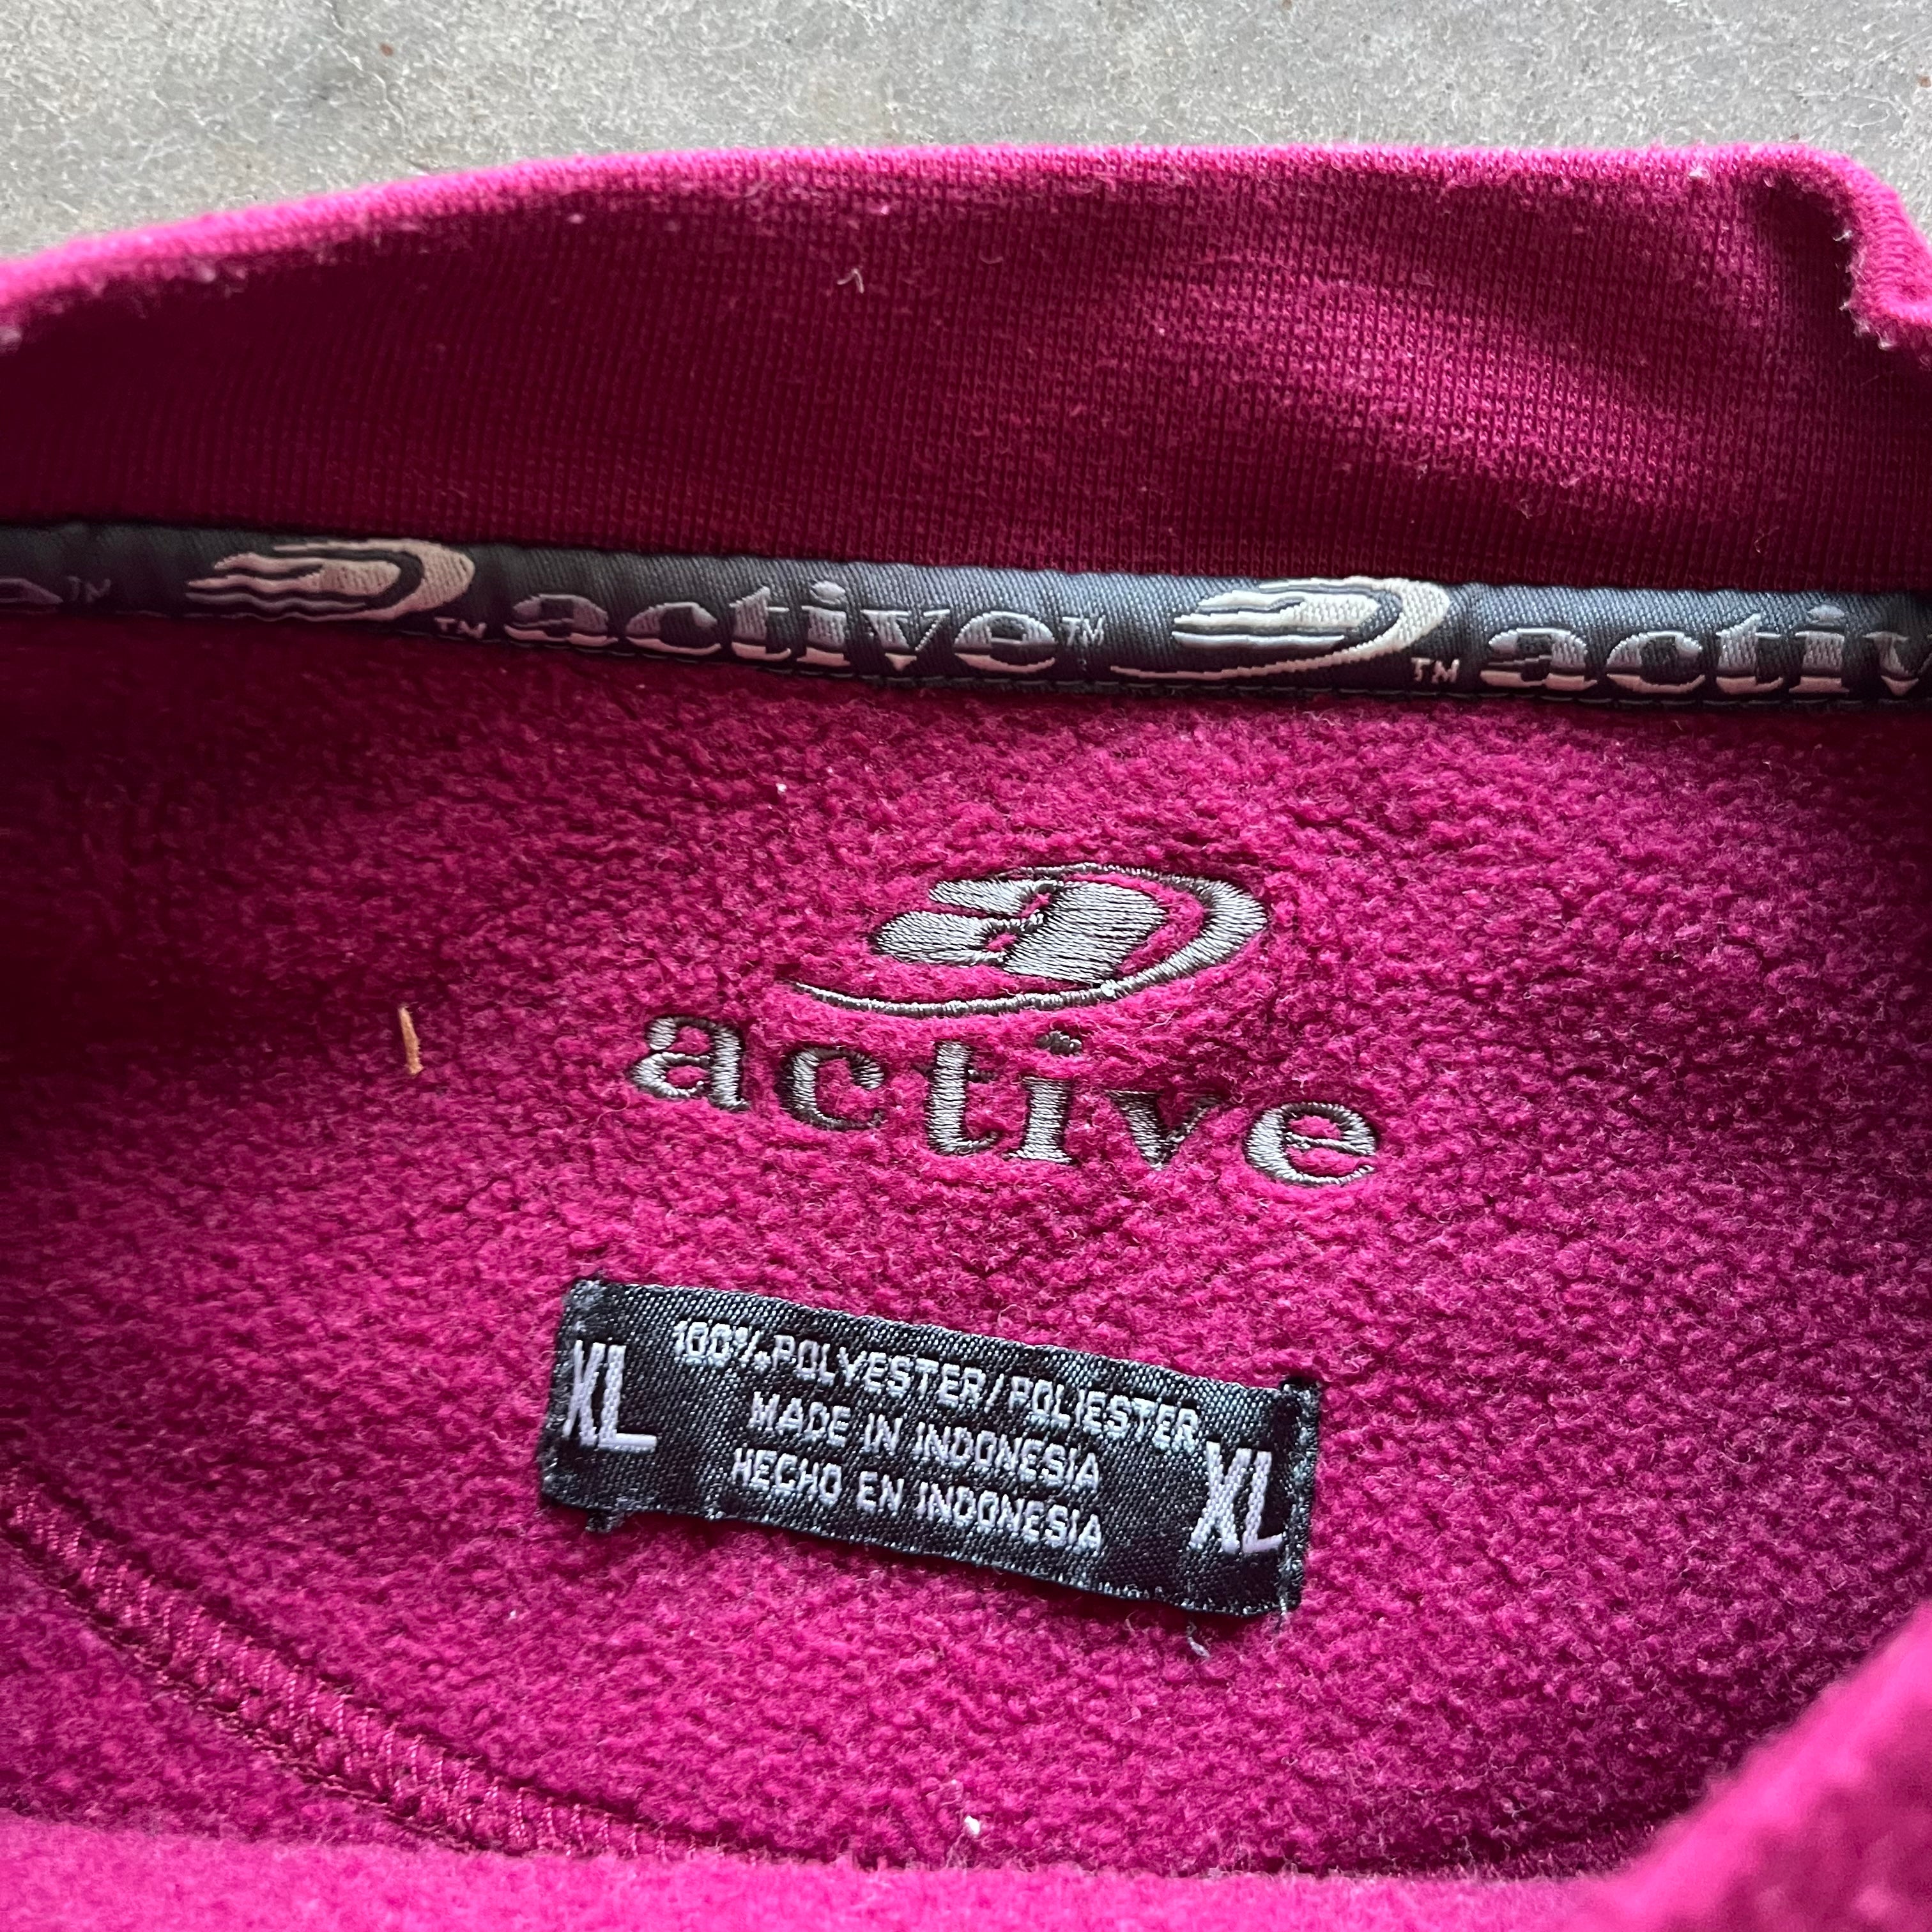 TM active™ TM activ
active
XL 100% POLYESTER/POLIESTER XL
MADE IN INDONESIA
HECHO EN INDONESIA